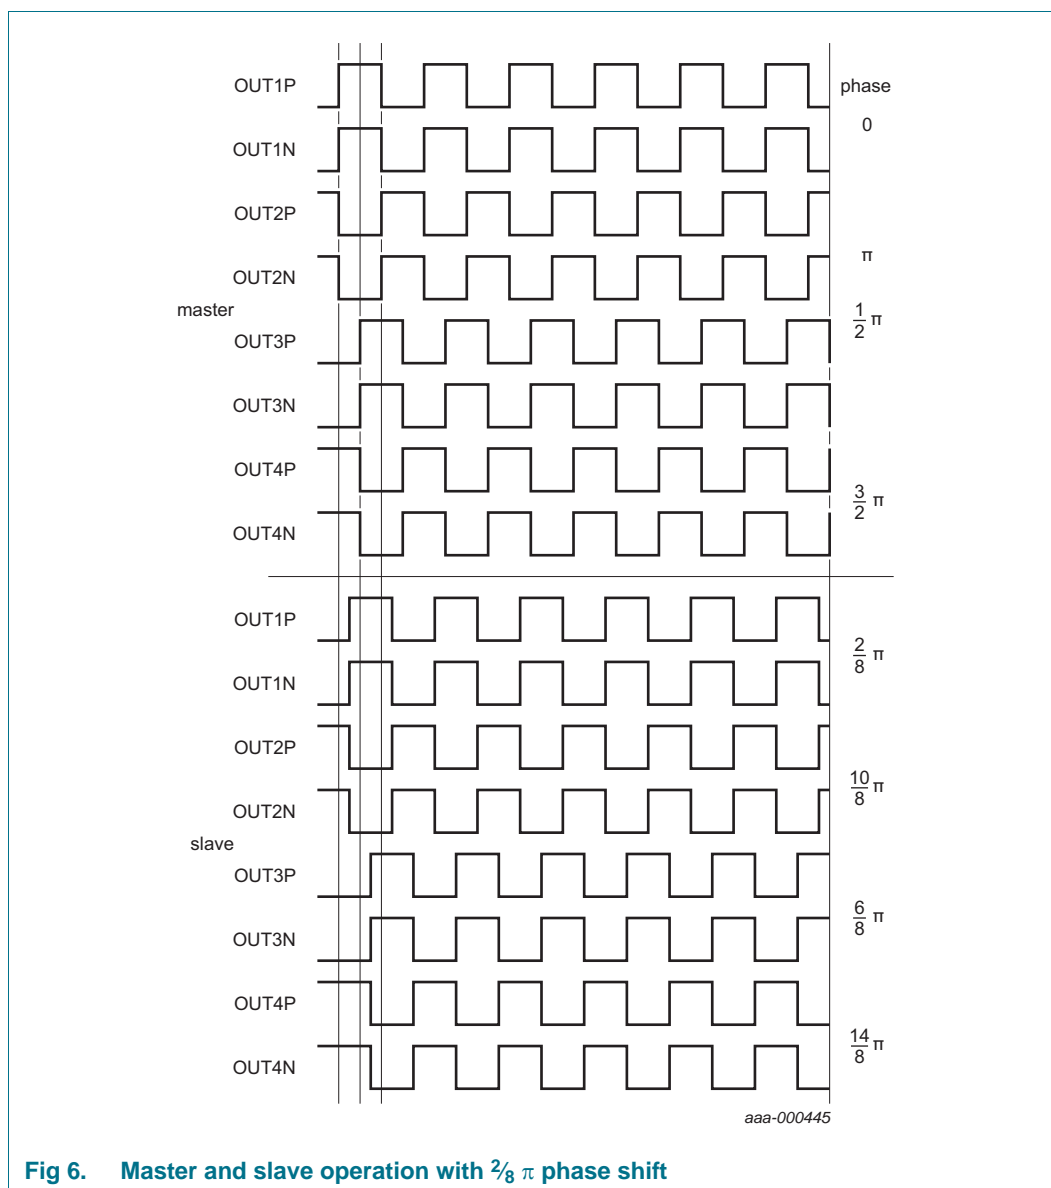 OUT1P
phase
0
OUT1N
OUT2P
π
OUT2N
master
1/2 π
OUT3P
OUT3N
OUT4P
3/2 π
OUT4N
OUT1P
2/8 π
OUT1N
OUT2P
10/8 π
OUT2N
slave
OUT3P
6/8 π
OUT3N
OUT4P
14/8 π
OUT4N
aaa-000445
Fig 6. Master and slave operation with 2/8 π phase shift